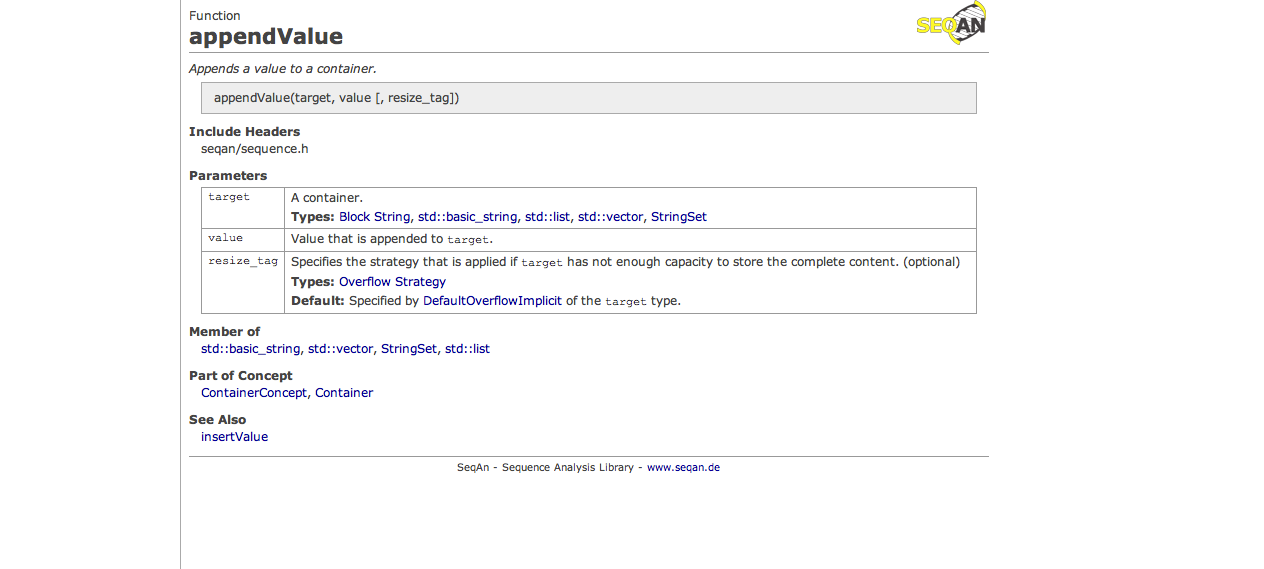 Function
SEQAN
appendValue
Appends a value to a container.
appendValue(target, value [, resize_tag])
Include Headers
seqan/sequence.h
Parameters
target A container.
Types: Block String, std::basic_string, std::list, std::vector, StringSet
value Value that is appended to target.
resize_tag Specifies the strategy that is applied if target has not enough capacity to store the complete content. (optional)
Types: Overflow Strategy
Default: Specified by DefaultOverflowImplicit of the target type.
Member of
std::basic_string, std::vector, StringSet, std::list
Part of Concept
ContainerConcept, Container
See Also
insertValue
SeqAn - Sequence Analysis Library - www.seqan.de